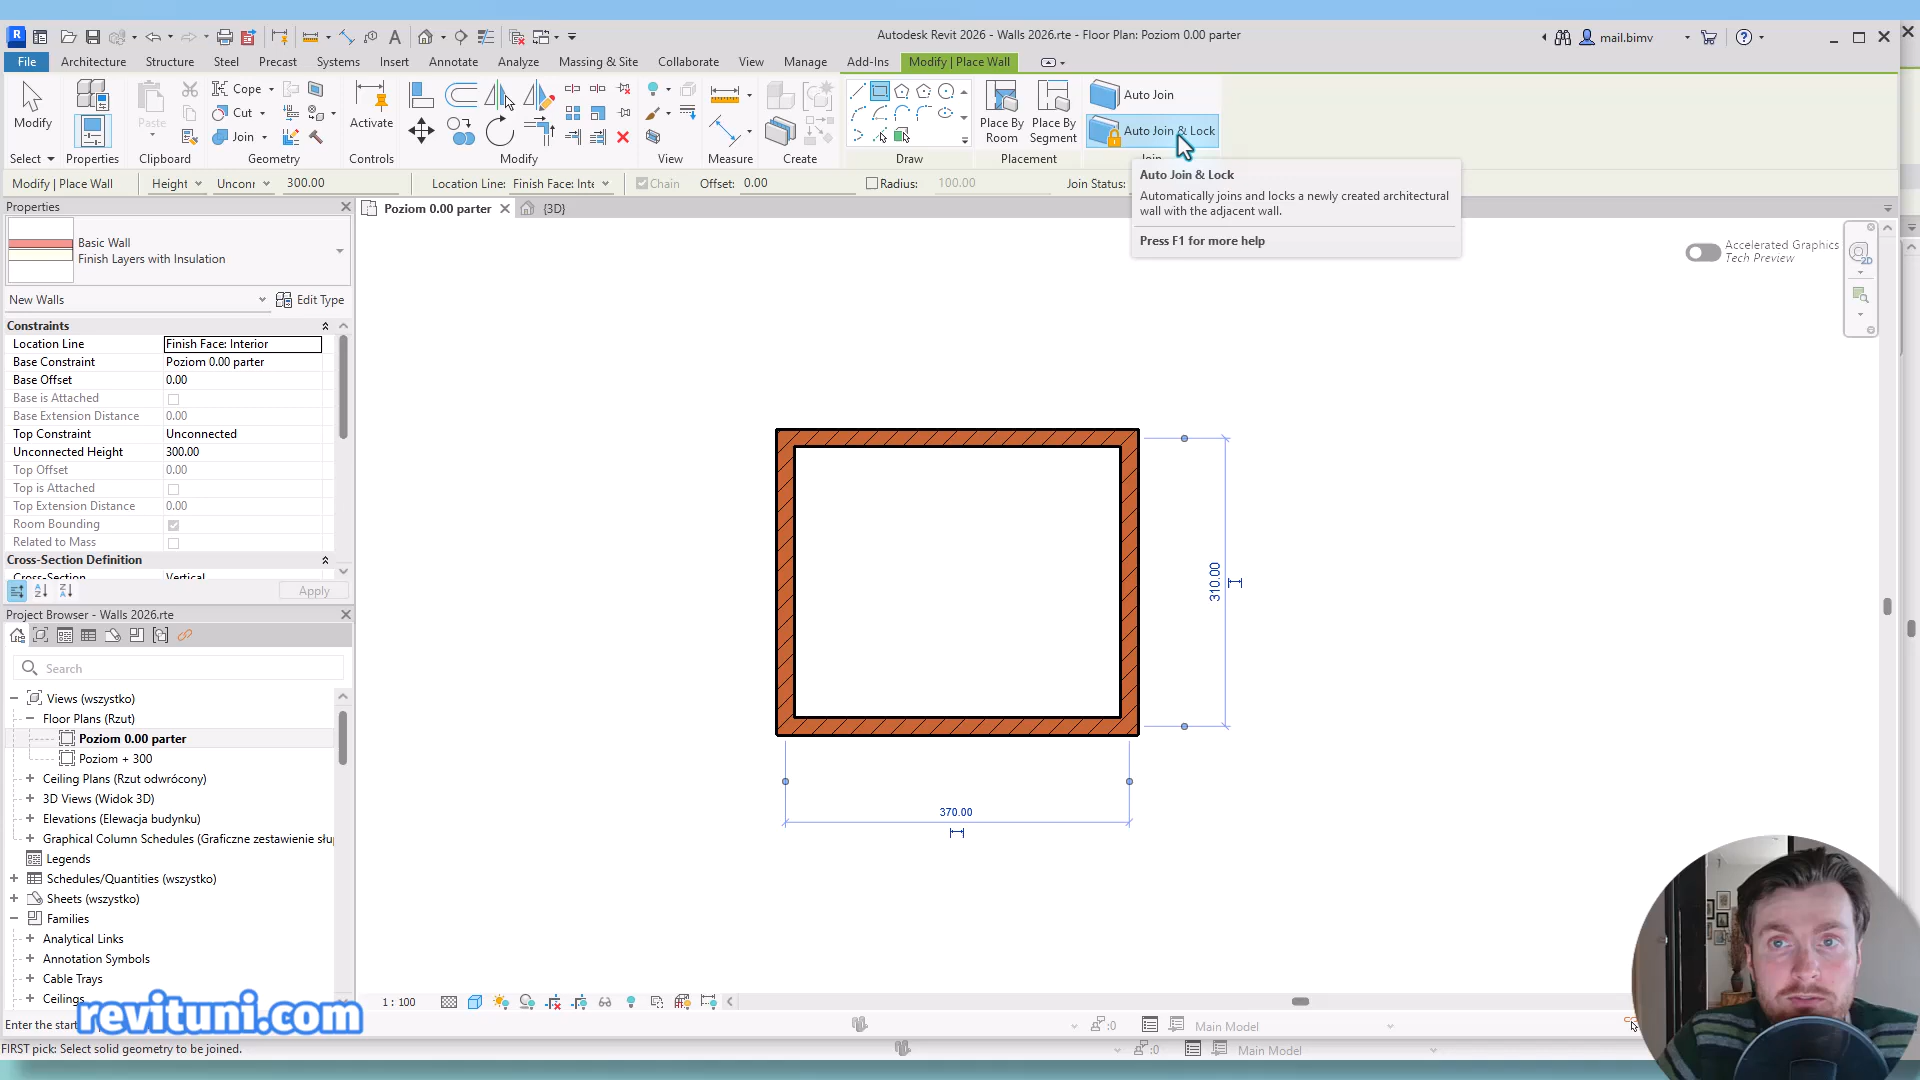 Autodesk Revit 2026 - Walls 2026.rte - Floor Plan: Poziom 0.00 parter
mail.bimv
File Architecture Structure Steel Precast Systems Insert Annotate Analyze Massing & Site Collaborate View Manage Add-Ins Modify | Place Wall
Modify
Properties
Paste
Cope
Cut
Join
Activate
Place By Room
Place By Segment
Auto Join
Auto Join & Lock
Select Properties Clipboard Geometry Controls Modify View Measure Create Draw Placement Join
Modify | Place Wall Height Uncon 300.00 Location Line: Finish Face: Inte Chain Offset: 0.00 Radius: 100.00 Join Status:
Auto Join & Lock
Automatically joins and locks a newly created architectural
wall with the adjacent wall.
Press F1 for more help
Properties
Poziom 0.00 parter {3D}
Basic Wall
Finish Layers with Insulation
New Walls Edit Type
Constraints
Location Line Finish Face: Interior
Base Constraint Poziom 0.00 parter
Base Offset 0.00
Base is Attached
Base Extension Distance 0.00
Top Constraint Unconnected
Unconnected Height 300.00
Top Offset 0.00
Top is Attached
Top Extension Distance 0.00
Room Bounding
Related to Mass
Cross-Section Definition
Cross-Section Vertical
Apply
Accelerated Graphics
Tech Preview
2D
310.00
370.00
Project Browser - Walls 2026.rte
Search
Views (wszystko)
Floor Plans (Rzut)
Poziom 0.00 parter
Poziom + 300
Ceiling Plans (Rzut odwrócony)
3D Views (Widok 3D)
Elevations (Elewacja budynku)
Graphical Column Schedules (Graficzne zestawienie słu
Legends
Schedules/Quantities (wszystko)
Sheets (wszystko)
Families
Analytical Links
Annotation Symbols
Cable Trays
Ceilings
revituni.com
1 : 100
Enter the start
:0 Main Model
FIRST pick: Select solid geometry to be joined.
:0 Main Model